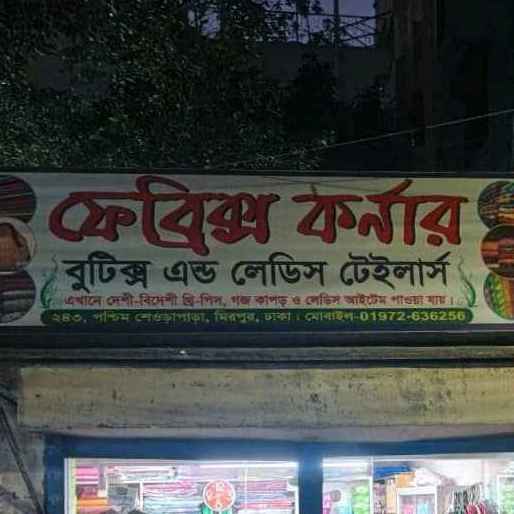 ফেব্রিক্স কর্নার
বুটিক্স এন্ড লেডিস টেইলার্স
এখানে দেশী-বিদেশী থ্রি-পিস, গজ কাপড় ও লেডিস আইটেম পাওয়া যায়।
২৪৩, পশ্চিম শেওড়াপাড়া, মিরপুর, ঢাকা। মোবাইল-01972-636256